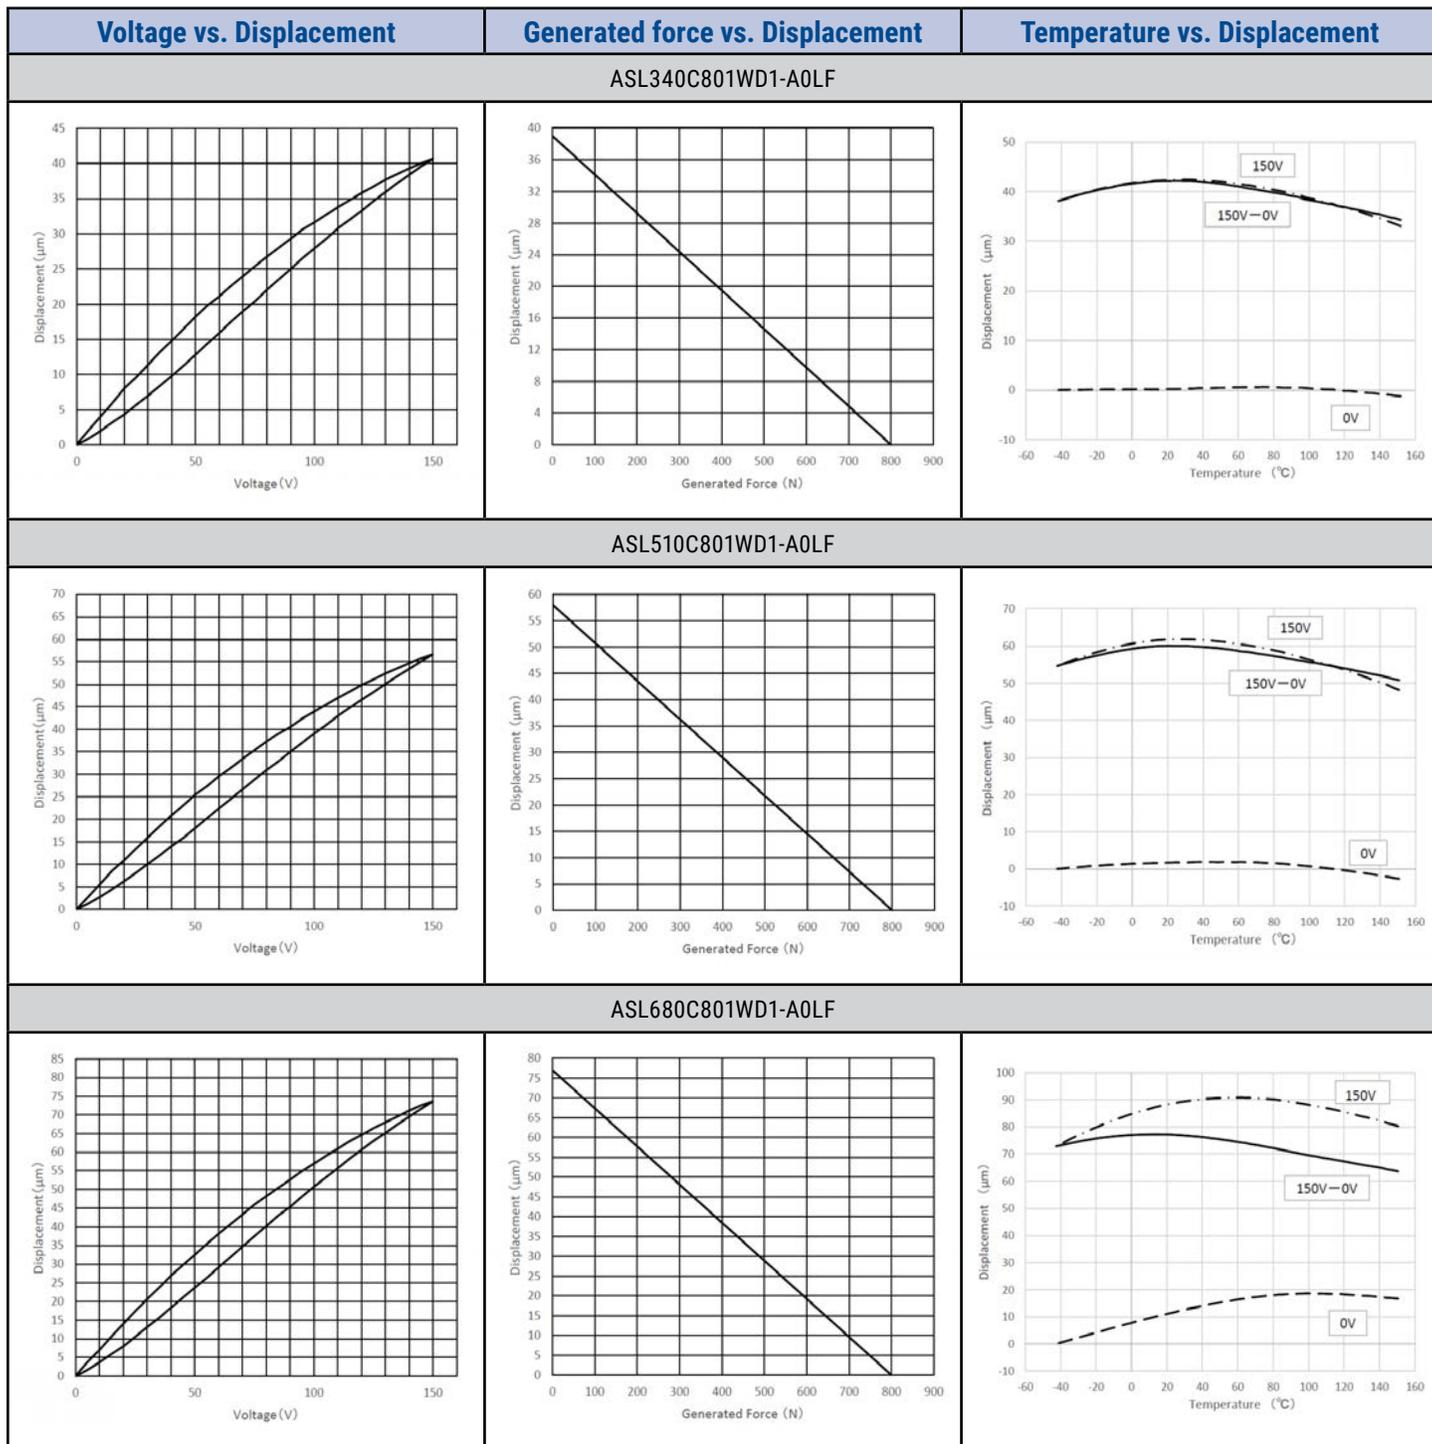 Voltage vs. Displacement
Generated force vs. Displacement
Temperature vs. Displacement
ASL340C801WD1-A0LF
45
40
35
30
25
20
15
10
5
0
Displacement (μm)
0 50 100 150
Voltage(V)
40
36
32
28
24
20
16
12
8
4
0
Displacement (μm)
0 100 200 300 400 500 600 700 800 900
Generated Force (N)
50
40
30
20
10
0
-10
Displacement (μm)
150V
150V−0V
0V
-60 -40 -20 0 20 40 60 80 100 120 140 160
Temperature (℃)
ASL510C801WD1-A0LF
70
65
60
55
50
45
40
35
30
25
20
15
10
5
0
Displacement(μm)
0 50 100 150
Voltage(V)
60
55
50
45
40
35
30
25
20
15
10
5
0
Displacement (μm)
0 100 200 300 400 500 600 700 800 900
Generated Force (N)
70
60
50
40
30
20
10
0
-10
Displacement (μm)
150V
150V−0V
0V
-60 -40 -20 0 20 40 60 80 100 120 140 160
Temperature (℃)
ASL680C801WD1-A0LF
85
80
75
70
65
60
55
50
45
40
35
30
25
20
15
10
5
0
Displacement(μm)
0 50 100 150
Voltage(V)
80
75
70
65
60
55
50
45
40
35
30
25
20
15
10
5
0
Displacement (μm)
0 100 200 300 400 500 600 700 800 900
Generated Force (N)
100
90
80
70
60
50
40
30
20
10
0
-10
Displacement (μm)
150V
150V−0V
0V
-60 -40 -20 0 20 40 60 80 100 120 140 160
Temperature (℃)